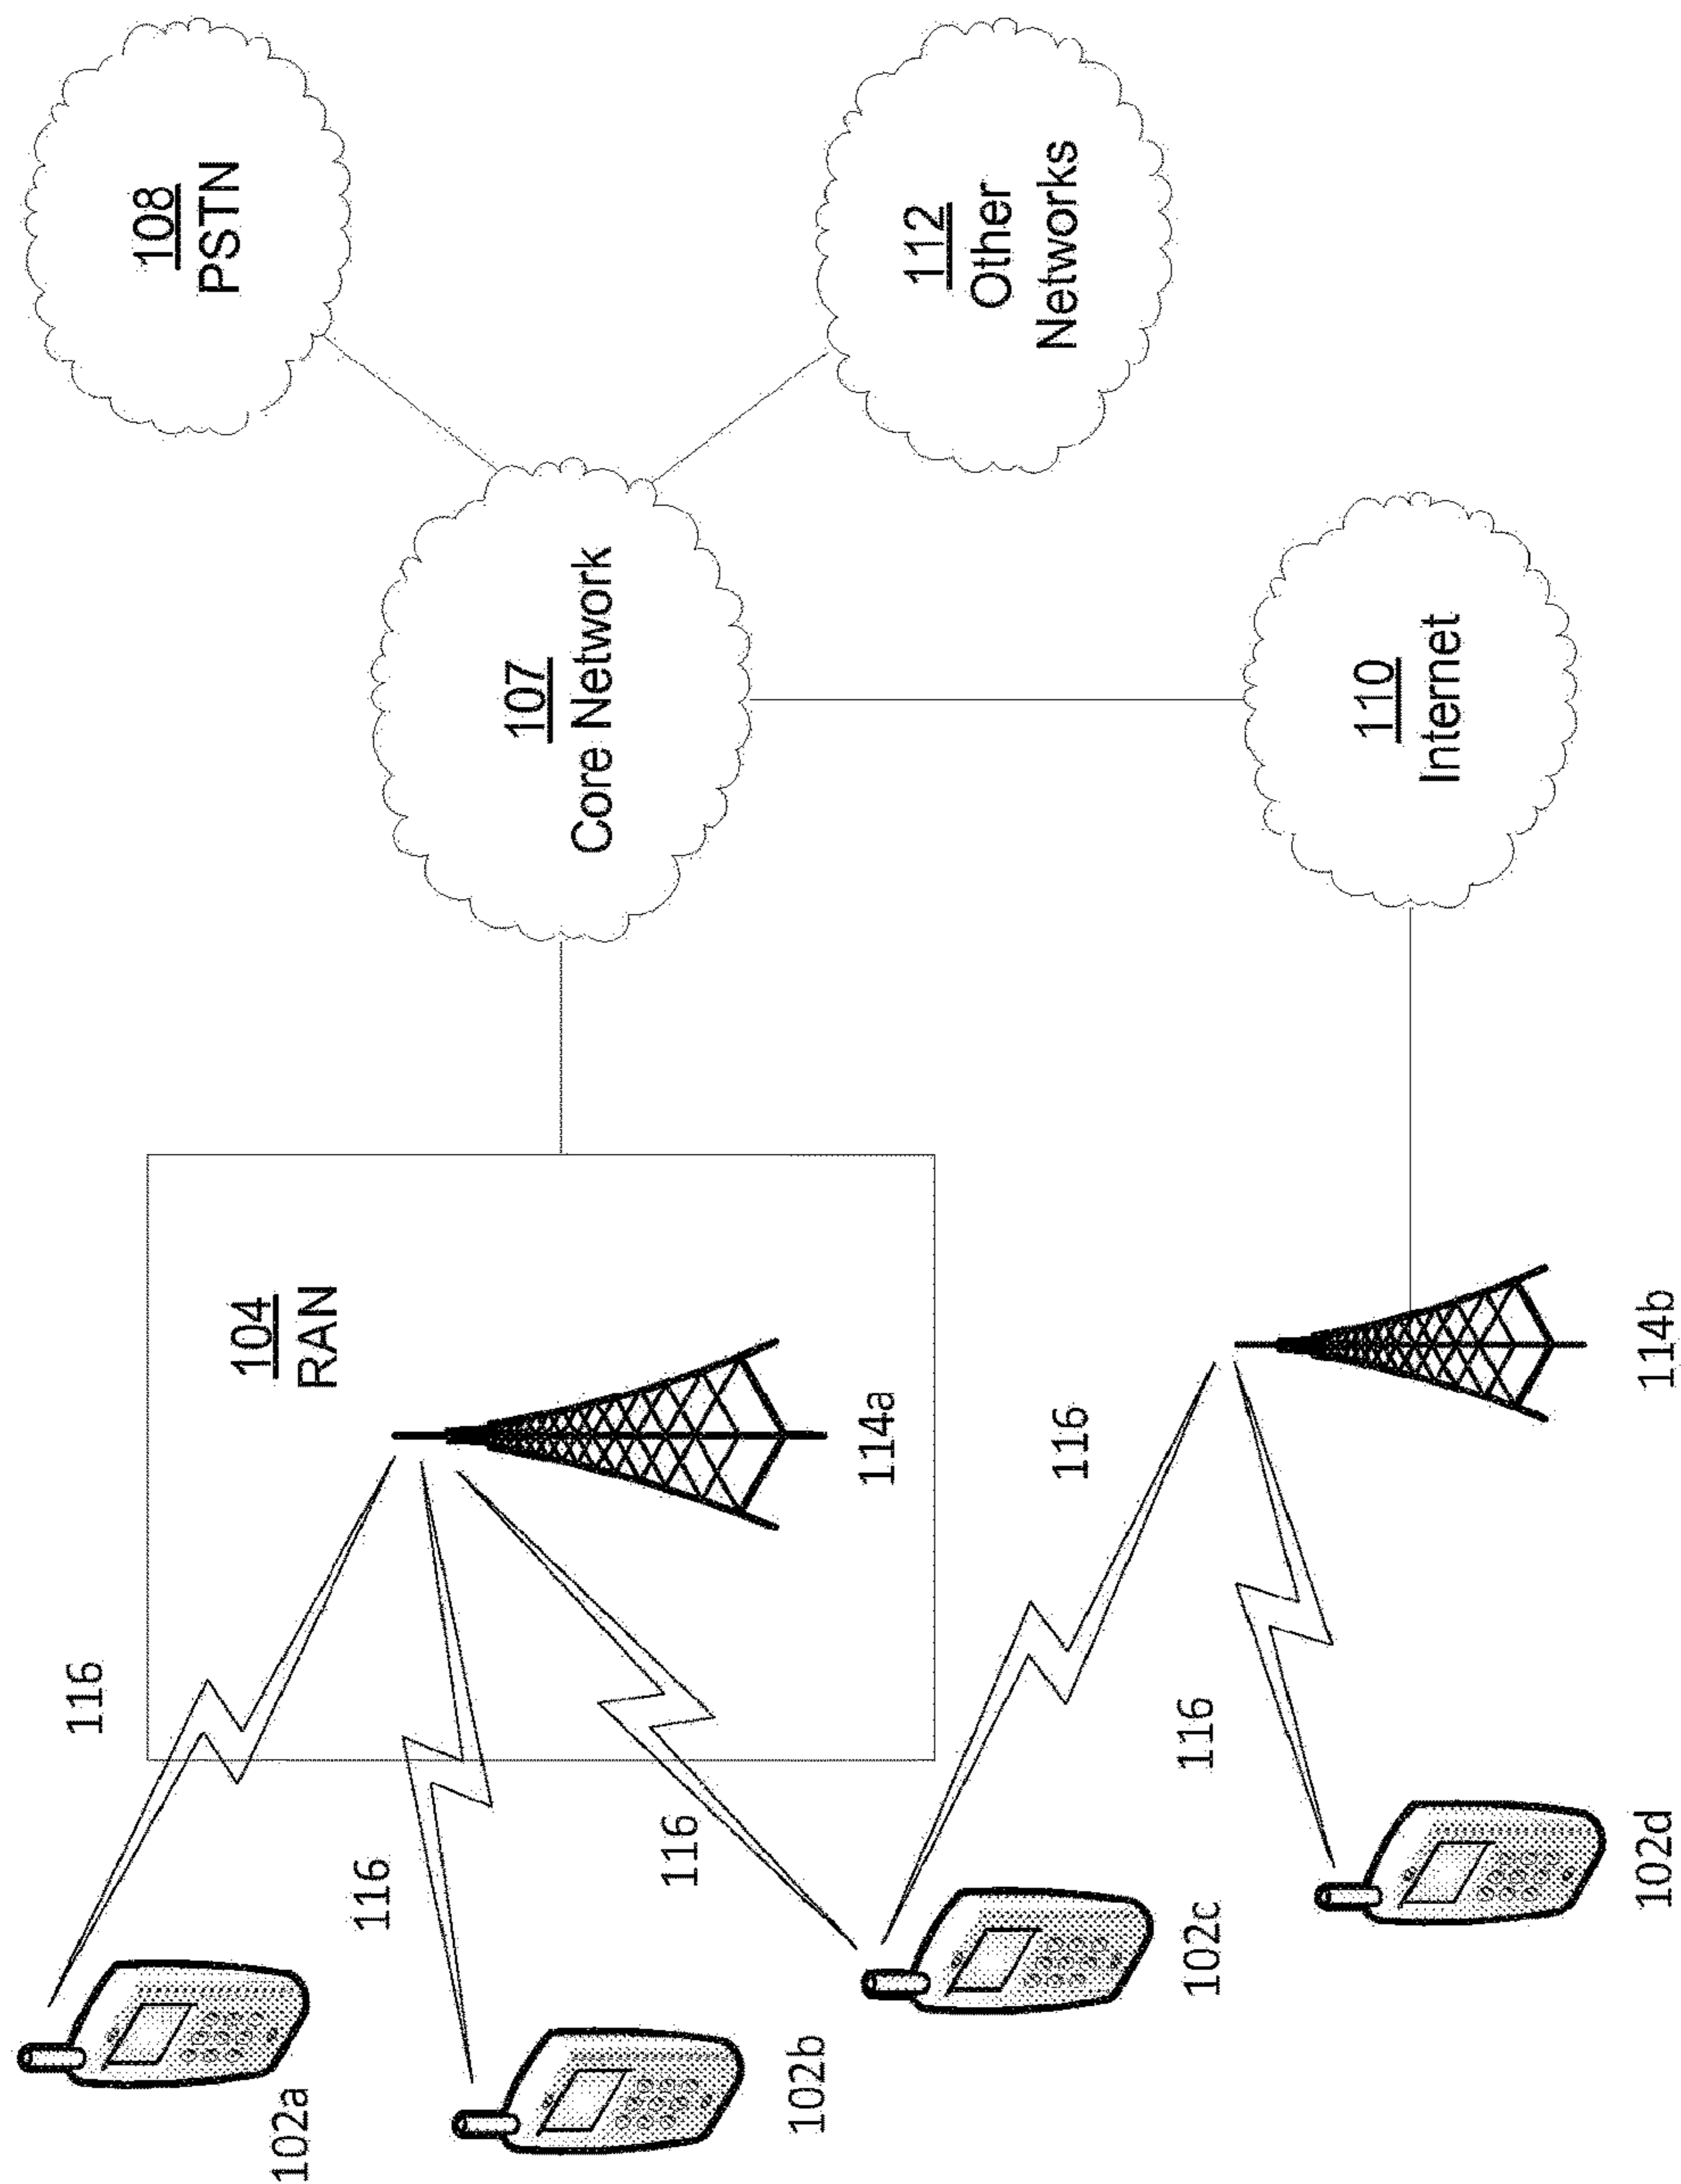 102a
116
104
RAN
107
Core Network
108
PSTN
102b
116
116
114a
112
Other
Networks
102c
116
116
110
Internet
102d
114b